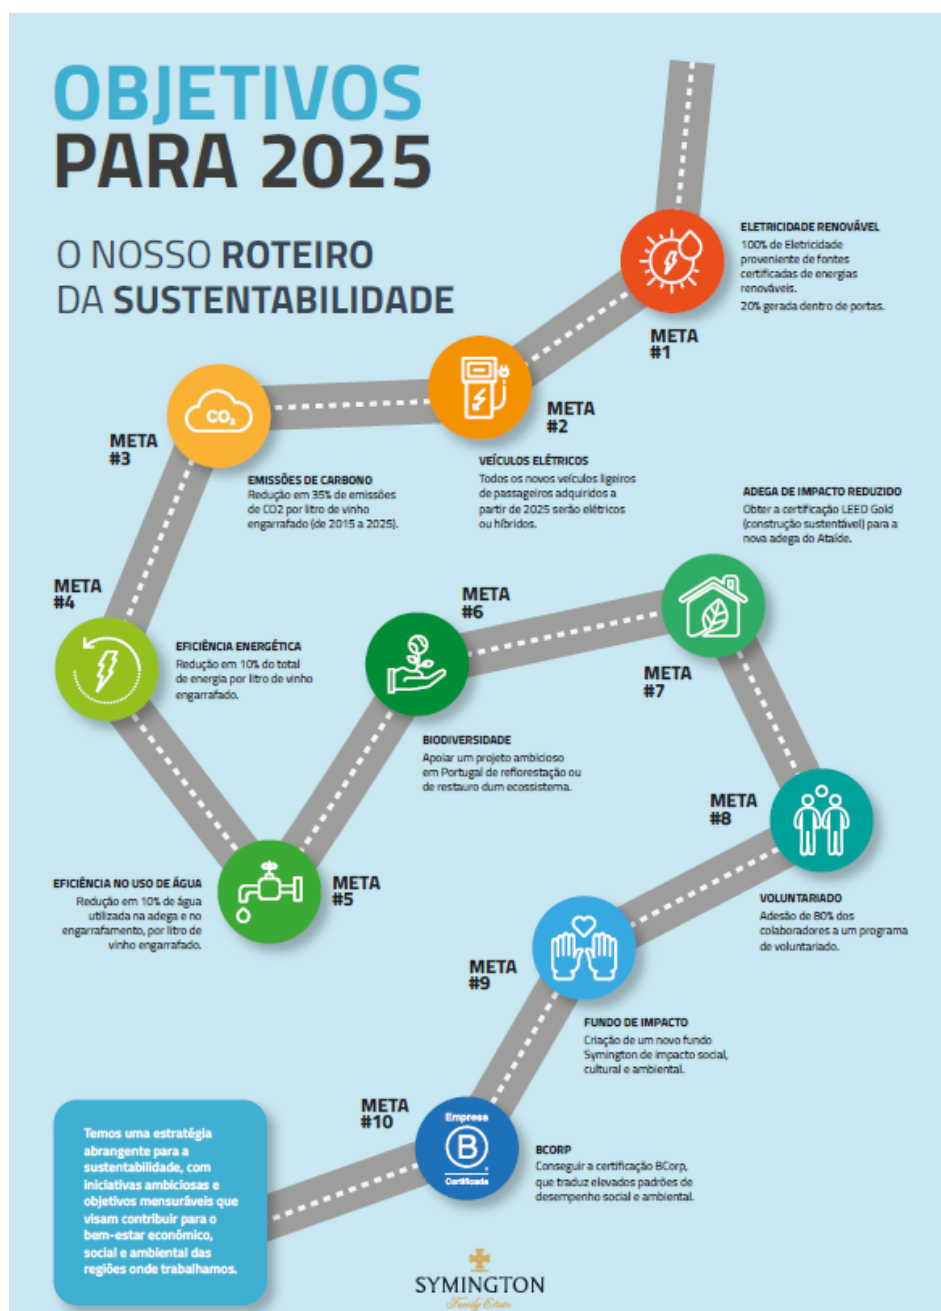 OBJETIVOS
PARA 2025
O NOSSO ROTEIRO
DA SUSTENTABILIDADE
META
#1
ELETRICIDADE RENOVÁVEL
100% de Eletricidade
proveniente de fontes
certificadas de energias
renováveis.
20% gerada dentro de portas.
META
#2
VEÍCULOS ELÉTRICOS
Todos os novos veículos ligeiros
de passageiros adquiridos a
partir de 2025 serão elétricos
ou híbridos.
CO₂
META
#3
EMISSÕES DE CARBONO
Redução em 35% de emissões
de CO2 por litro de vinho
engarrafado (de 2015 a 2025).
META
#4
EFICIÊNCIA ENERGÉTICA
Redução em 10% do total
de energia por litro de vinho
engarrafado.
META
#5
EFICIÊNCIA NO USO DE ÁGUA
Redução em 10% de água
utilizada na adega e no
engarrafamento, por litro de
vinho engarrafado.
META
#6
BIODIVERSIDADE
Apoiar um projeto ambicioso
em Portugal de reflorestação ou
de restauro dum ecossistema.
ADEGA DE IMPACTO REDUZIDO
Obter a certificação LEED Gold
(construção sustentável) para a
nova adega do Ataíde.
META
#7
META
#8
VOLUNTARIADO
Adesão de 80% dos
colaboradores a um programa
de voluntariado.
META
#9
FUNDO DE IMPACTO
Criação de um novo fundo
Symington de impacto social,
cultural e ambiental.
META
#10
Empresa
B
Certificada
BCORP
Conseguir a certificação BCorp,
que traduz elevados padrões de
desempenho social e ambiental.
Temos uma estratégia
abrangente para a
sustentabilidade, com
iniciativas ambiciosas e
objetivos mensuráveis que
visam contribuir para o
bem-estar económico,
social e ambiental das
regiões onde trabalhamos.
SYMINGTON
Family Estates